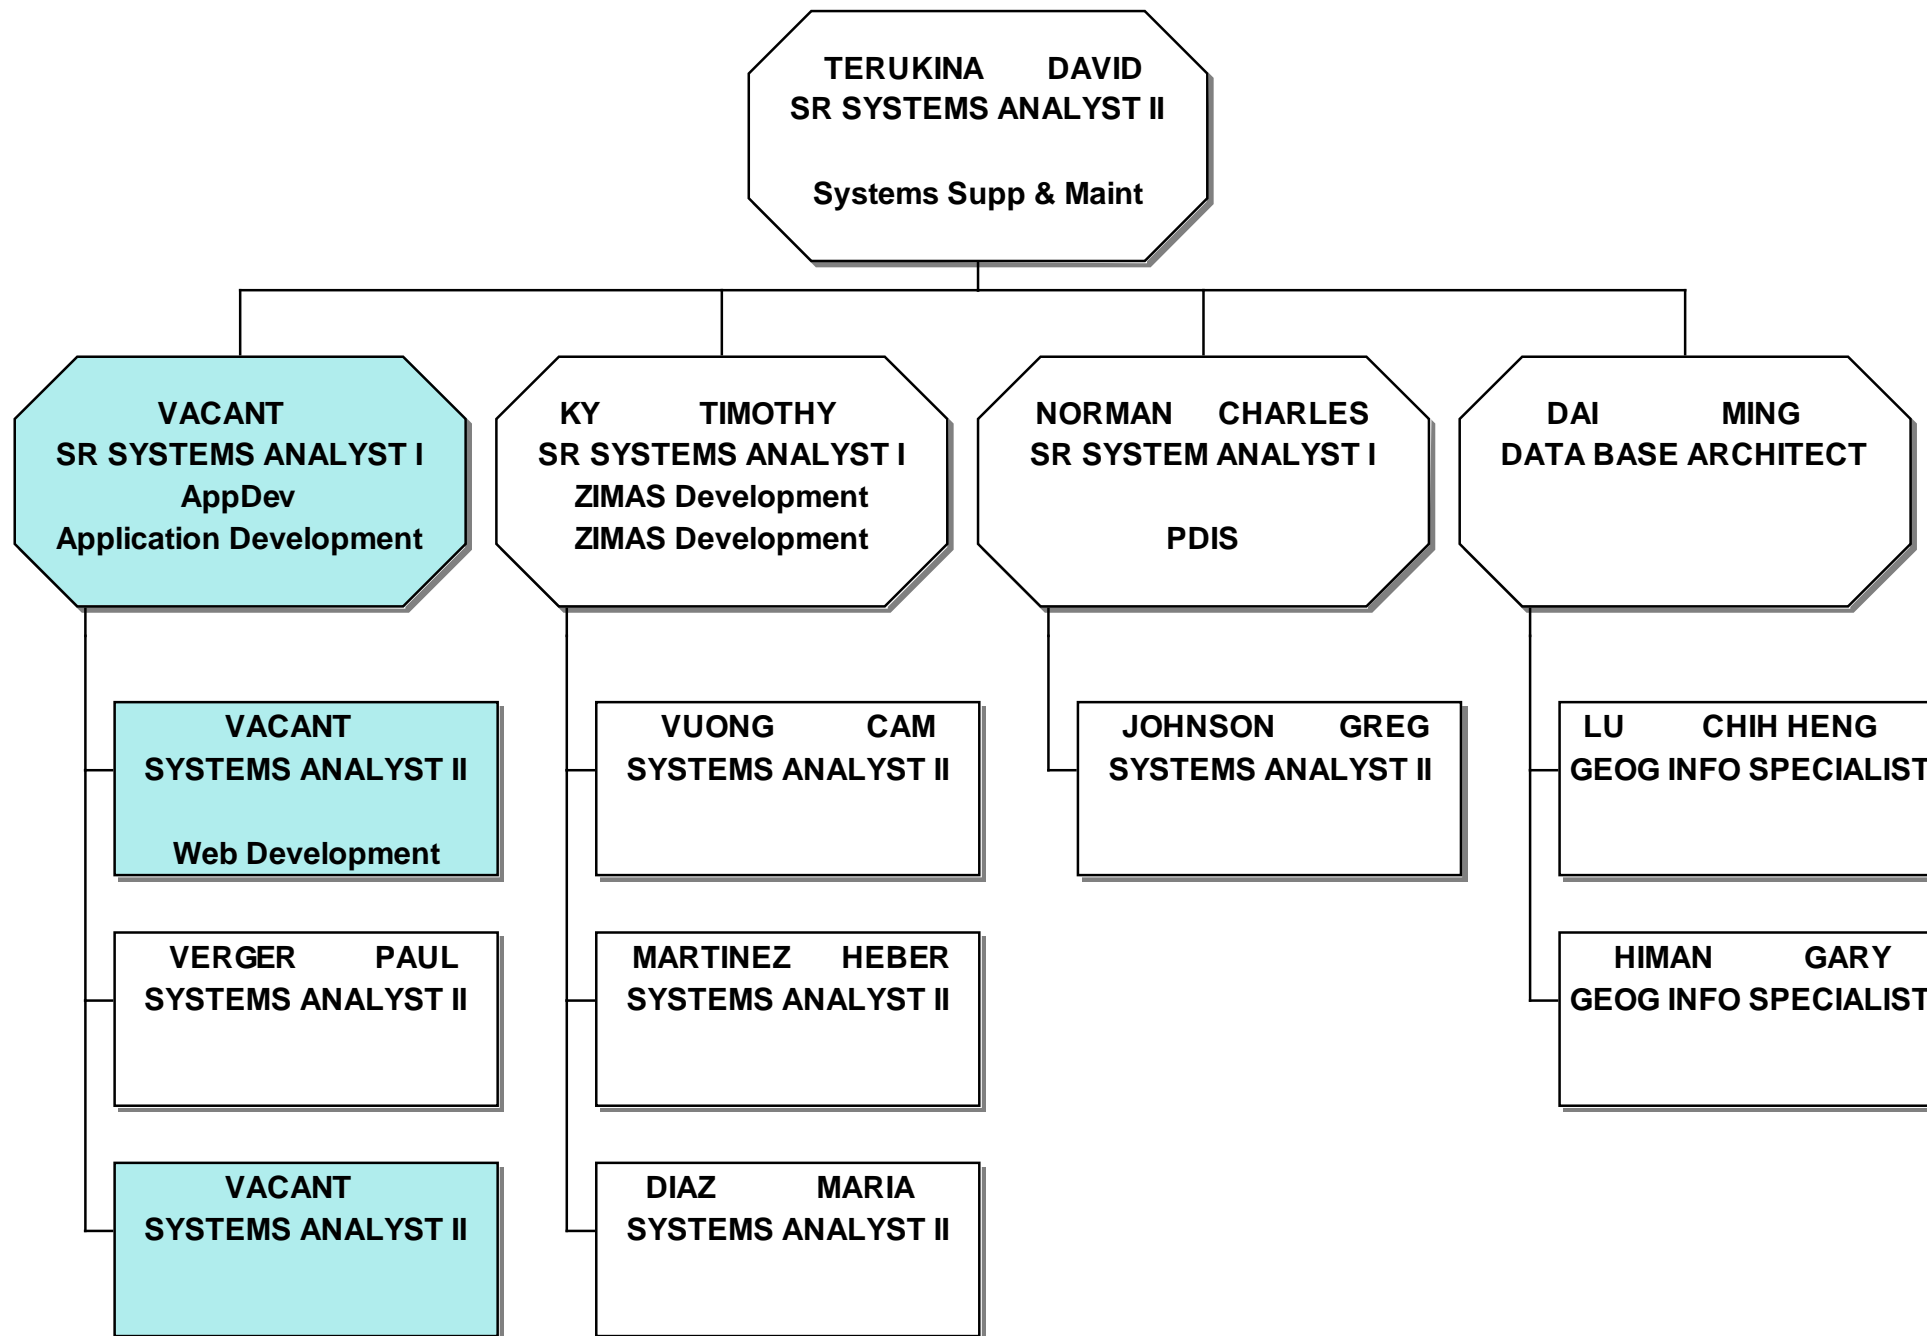 TERUKINA DAVID
SR SYSTEMS ANALYST II
Systems Supp & Maint
VACANT
SR SYSTEMS ANALYST I
AppDev
Application Development
KY TIMOTHY
SR SYSTEMS ANALYST I
ZIMAS Development
ZIMAS Development
NORMAN CHARLES
SR SYSTEM ANALYST I
PDIS
DAI MING
DATA BASE ARCHITECT
VACANT
SYSTEMS ANALYST II
Web Development
VERGER PAUL
SYSTEMS ANALYST II
VACANT
SYSTEMS ANALYST II
VUONG CAM
SYSTEMS ANALYST II
MARTINEZ HEBER
SYSTEMS ANALYST II
DIAZ MARIA
SYSTEMS ANALYST II
JOHNSON GREG
SYSTEMS ANALYST II
LU CHIH HENG
GEOG INFO SPECIALIST
HIMAN GARY
GEOG INFO SPECIALIST